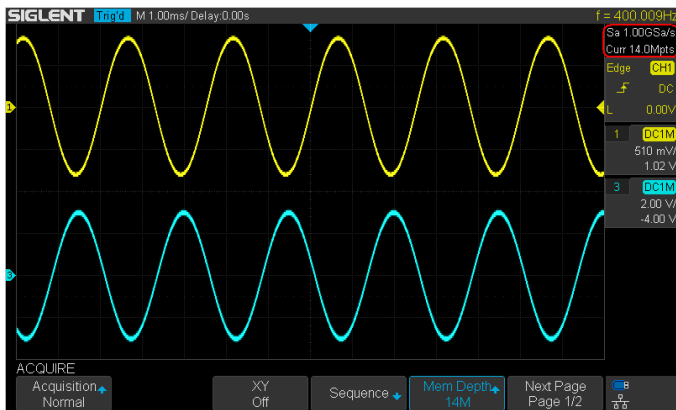 SIGLENT Trig'd M 1.00ms/ Delay:0.00s f = 400.009Hz
Sa 1.00GSa/s
Curr 14.0Mpts
Edge CH1
DC
L 0.00V
1 DC1M
510 mV/
1.02 V
3 DC1M
2.00 V/
-4.00 V
1
3
ACQUIRE
Acquisition XY Sequence Mem Depth Next Page
Normal Off 14M Page 1/2